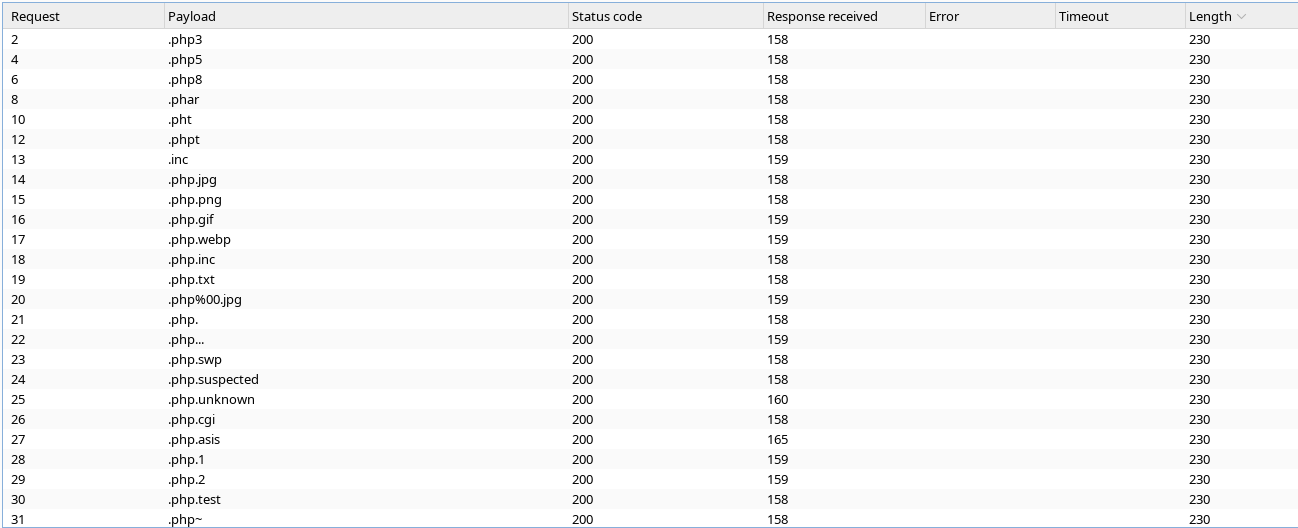 Request Payload Status code Response received Error Timeout Length
2 .php3 200 158 230
4 .php5 200 158 230
6 .php8 200 158 230
8 .phar 200 158 230
10 .pht 200 158 230
12 .phpt 200 158 230
13 .inc 200 159 230
14 .php.jpg 200 158 230
15 .php.png 200 158 230
16 .php.gif 200 159 230
17 .php.webp 200 159 230
18 .php.inc 200 158 230
19 .php.txt 200 158 230
20 .php%00.jpg 200 159 230
21 .php. 200 158 230
22 .php... 200 159 230
23 .php.swp 200 158 230
24 .php.suspected 200 158 230
25 .php.unknown 200 160 230
26 .php.cgi 200 158 230
27 .php.asis 200 165 230
28 .php.1 200 159 230
29 .php.2 200 159 230
30 .php.test 200 158 230
31 .php~ 200 158 230